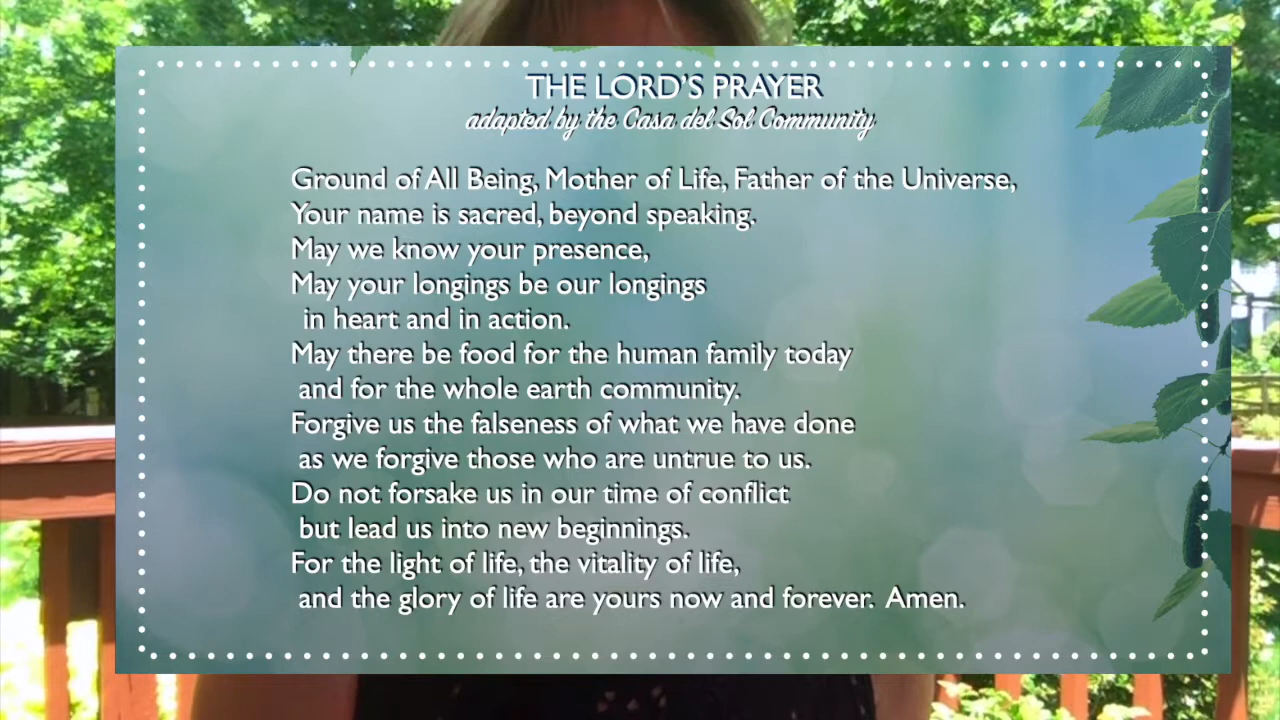 THE LORD'S PRAYER
adapted by the Casa del Sol Community
Ground of All Being, Mother of Life, Father of the Universe,
Your name is sacred, beyond speaking.
May we know your presence,
May your longings be our longings
in heart and in action.
May there be food for the human family today
and for the whole earth community.
Forgive us the falseness of what we have done
as we forgive those who are untrue to us.
Do not forsake us in our time of conflict
but lead us into new beginnings.
For the light of life, the vitality of life,
and the glory of life are yours now and forever. Amen.